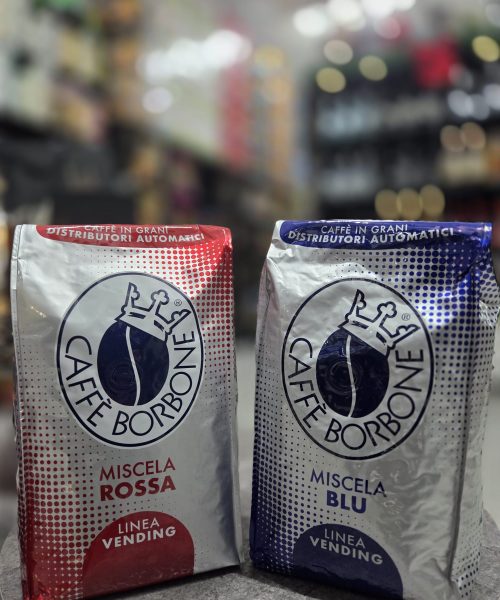 CAFFÈ IN GRANI
DISTRIBUTORI AUTOMATICI
CAFFÈ BORBONE
®
MISCELA
ROSSA
LINEA
VENDING
CAFFÈ IN GRANI
DISTRIBUTORI AUTOMATICI
CAFFÈ BORBONE
®
MISCELA
BLU
LINEA
VENDING